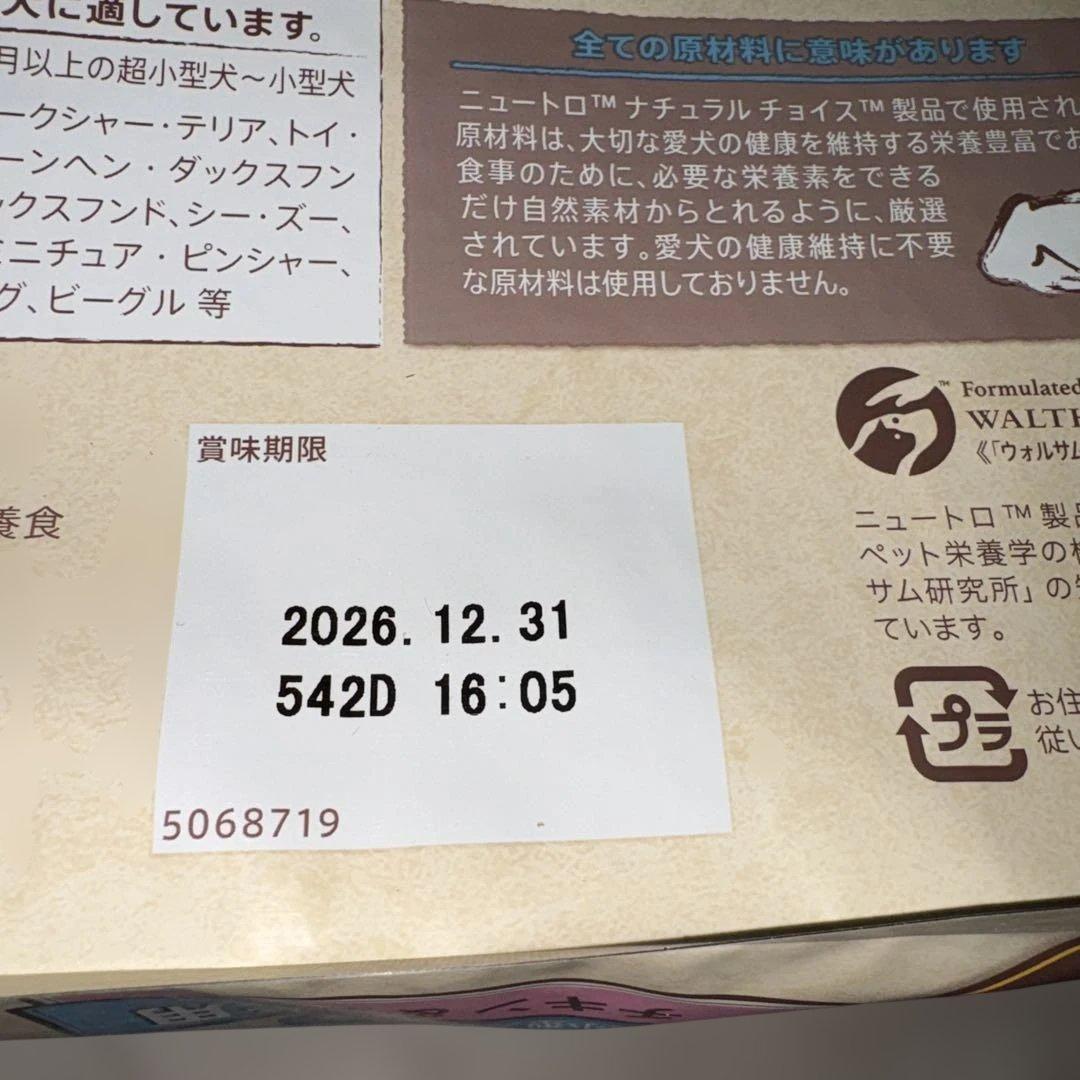 犬に適しています。
月以上の超小型犬～小型犬
ークシャー・テリア、トイ・
ーンヘン・ダックスフン
ックスフンド、シー・ズー、
ミニチュア・ピンシャー、
グ、ビーグル 等
全ての原材料に意味があります
ニュートロ™ ナチュラル チョイス™ 製品で使用され
原材料は、大切な愛犬の健康を維持する栄養豊富でお
食事のために、必要な栄養素をできる
だけ自然素材からとれるように、厳選
されています。愛犬の健康維持に不要
な原材料は使用しておりません。
Formulated
WALTH
《「ウォルサム
養食
賞味期限
2026.12.31
542D 16:05
5068719
ニュートロ™ 製品
ペット栄養学の
サム研究所」の
ています。
プラ
お住
従い
チキン